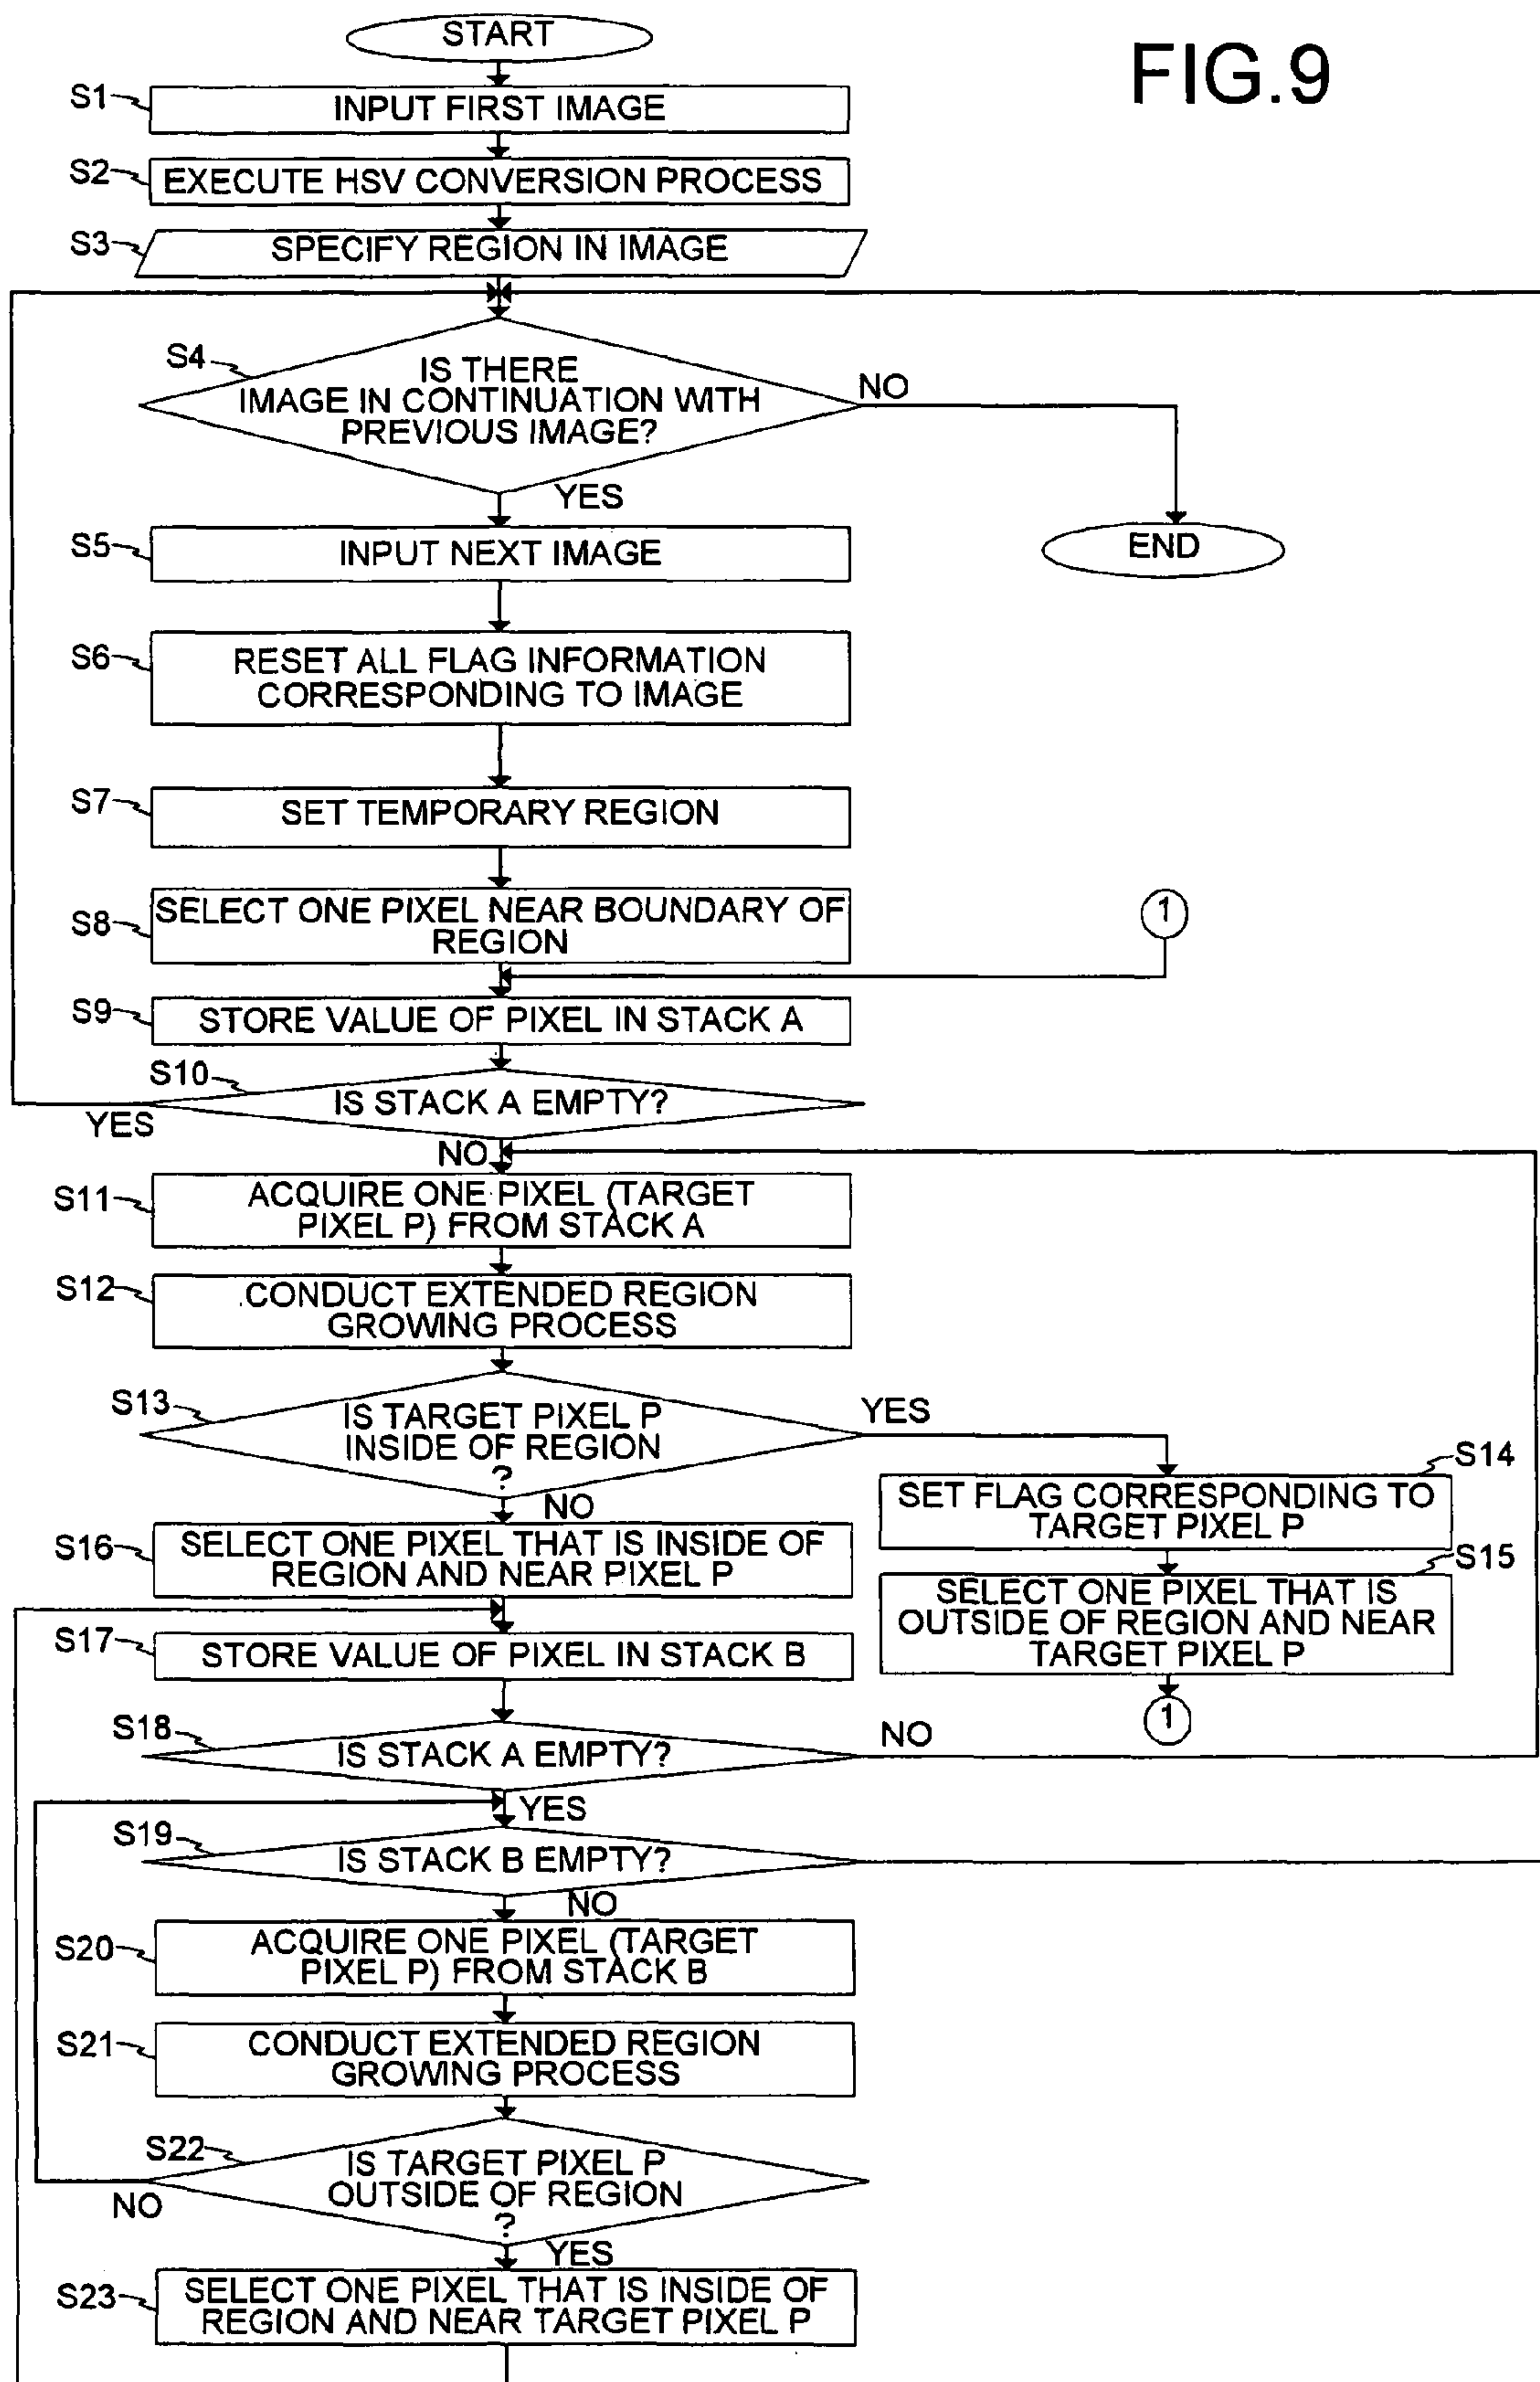 START
FIG.9
S1
INPUT FIRST IMAGE
S2
EXECUTE HSV CONVERSION PROCESS
S3
SPECIFY REGION IN IMAGE
S4
IS THERE
IMAGE IN CONTINUATION WITH
PREVIOUS IMAGE?
NO
YES
S5
INPUT NEXT IMAGE
END
S6
RESET ALL FLAG INFORMATION
CORRESPONDING TO IMAGE
S7
SET TEMPORARY REGION
S8
SELECT ONE PIXEL NEAR BOUNDARY OF
REGION
1
S9
STORE VALUE OF PIXEL IN STACK A
S10
IS STACK A EMPTY?
YES
NO
S11
ACQUIRE ONE PIXEL (TARGET
PIXEL P) FROM STACK A
S12
CONDUCT EXTENDED REGION
GROWING PROCESS
S13
IS TARGET PIXEL P
INSIDE OF REGION
?
YES
NO
S14
SET FLAG CORRESPONDING TO
TARGET PIXEL P
S15
SELECT ONE PIXEL THAT IS
OUTSIDE OF REGION AND NEAR
TARGET PIXEL P
1
S16
SELECT ONE PIXEL THAT IS INSIDE OF
REGION AND NEAR PIXEL P
S17
STORE VALUE OF PIXEL IN STACK B
S18
IS STACK A EMPTY?
NO
YES
S19
IS STACK B EMPTY?
NO
S20
ACQUIRE ONE PIXEL (TARGET
PIXEL P) FROM STACK B
S21
CONDUCT EXTENDED REGION
GROWING PROCESS
S22
IS TARGET PIXEL P
OUTSIDE OF REGION
?
NO
YES
S23
SELECT ONE PIXEL THAT IS INSIDE OF
REGION AND NEAR TARGET PIXEL P